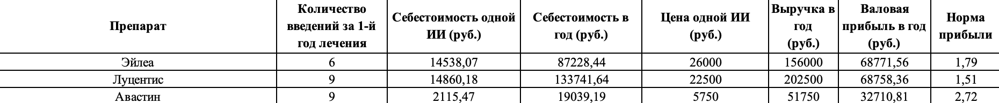 Препарат | Количество введений за 1-й год лечения | Себестоимость одной ИИ (руб.) | Себестоимость в год (руб.) | Цена одной ИИ (руб.) | Выручка в год (руб.) | Валовая прибыль в год (руб.) | Норма прибыли
Эйлеа | 6 | 14538,07 | 87228,44 | 26000 | 156000 | 68771,56 | 1,79
Луцентис | 9 | 14860,18 | 133741,64 | 22500 | 202500 | 68758,36 | 1,51
Авастин | 9 | 2115,47 | 19039,19 | 5750 | 51750 | 32710,81 | 2,72